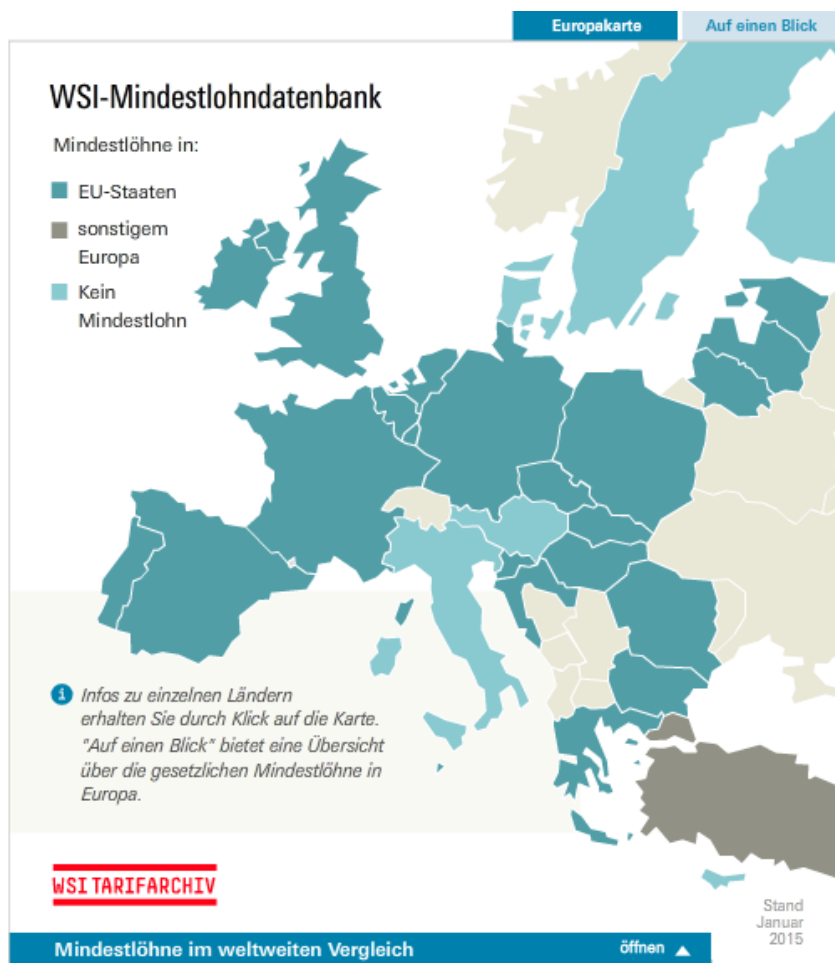 Europakarte
Auf einen Blick
WSI-Mindestlohndatenbank
Mindestlöhne in:
EU-Staaten
sonstigem
Europa
Kein
Mindestlohn
i Infos zu einzelnen Ländern
erhalten Sie durch Klick auf die Karte.
"Auf einen Blick" bietet eine Übersicht
über die gesetzlichen Mindestlöhne in
Europa.
WSI TARIFARCHIV
Stand
Januar
2015
Mindestlöhne im weltweiten Vergleich
öffnen